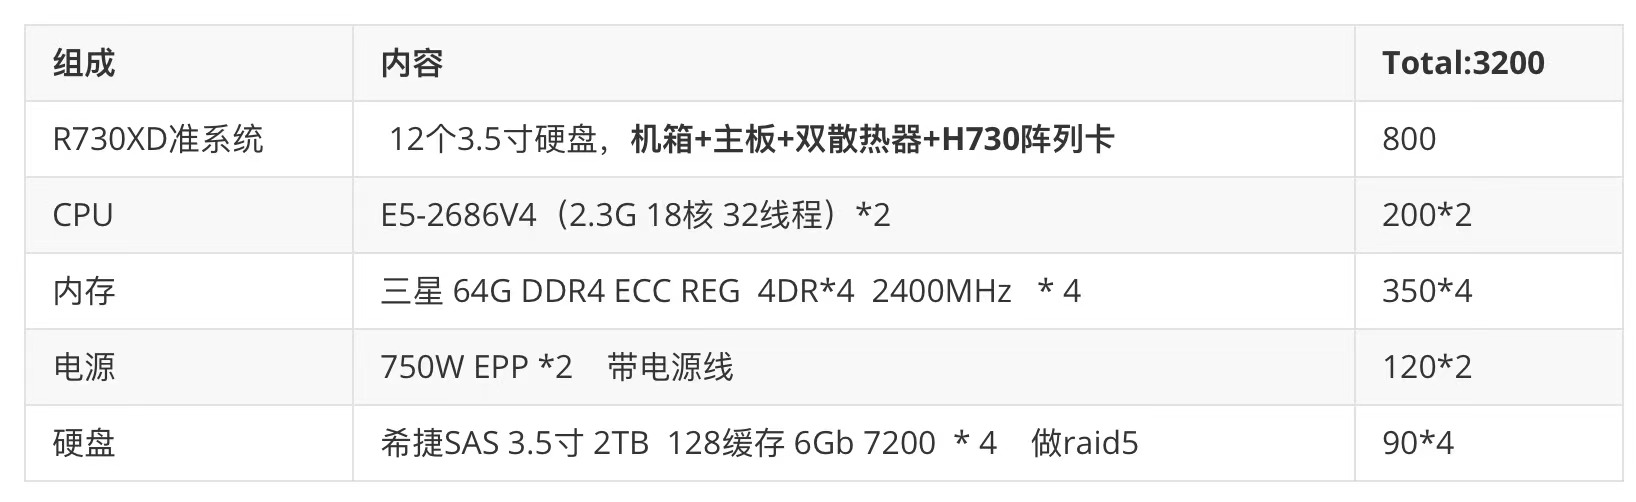 组成 内容 Total:3200
R730XD准系统 12个3.5寸硬盘，机箱+主板+双散热器+H730阵列卡 800
CPU E5-2686V4（2.3G 18核 32线程）*2 200*2
内存 三星 64G DDR4 ECC REG 4DR*4 2400MHz * 4 350*4
电源 750W EPP *2 带电源线 120*2
硬盘 希捷SAS 3.5寸 2TB 128缓存 6Gb 7200 * 4 做raid5 90*4